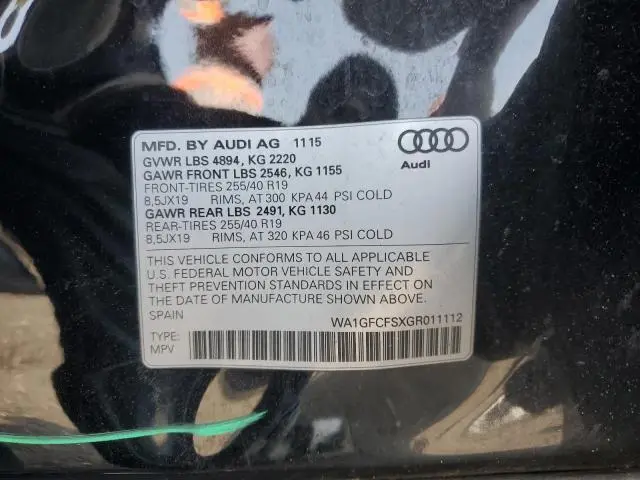 MFD. BY AUDI AG 11 15
GVWR LBS 4894, KG 2220
GAWR FRONT LBS 2546, KG 1155
FRONT-TIRES 255/40 R19
8,5JX19 RIMS, AT 300 KPA 44 PSI COLD
GAWR REAR LBS 2491, KG 1130
REAR-TIRES 255/40 R19
8,5JX19 RIMS, AT 320 KPA 46 PSI COLD
Audi
THIS VEHICLE CONFORMS TO ALL APPLICABLE
U.S. FEDERAL MOTOR VEHICLE SAFETY AND
THEFT PREVENTION STANDARDS IN EFFECT ON
THE DATE OF MANUFACTURE SHOWN ABOVE.
SPAIN
WA1GFCFSXGR011112
TYPE:
MPV